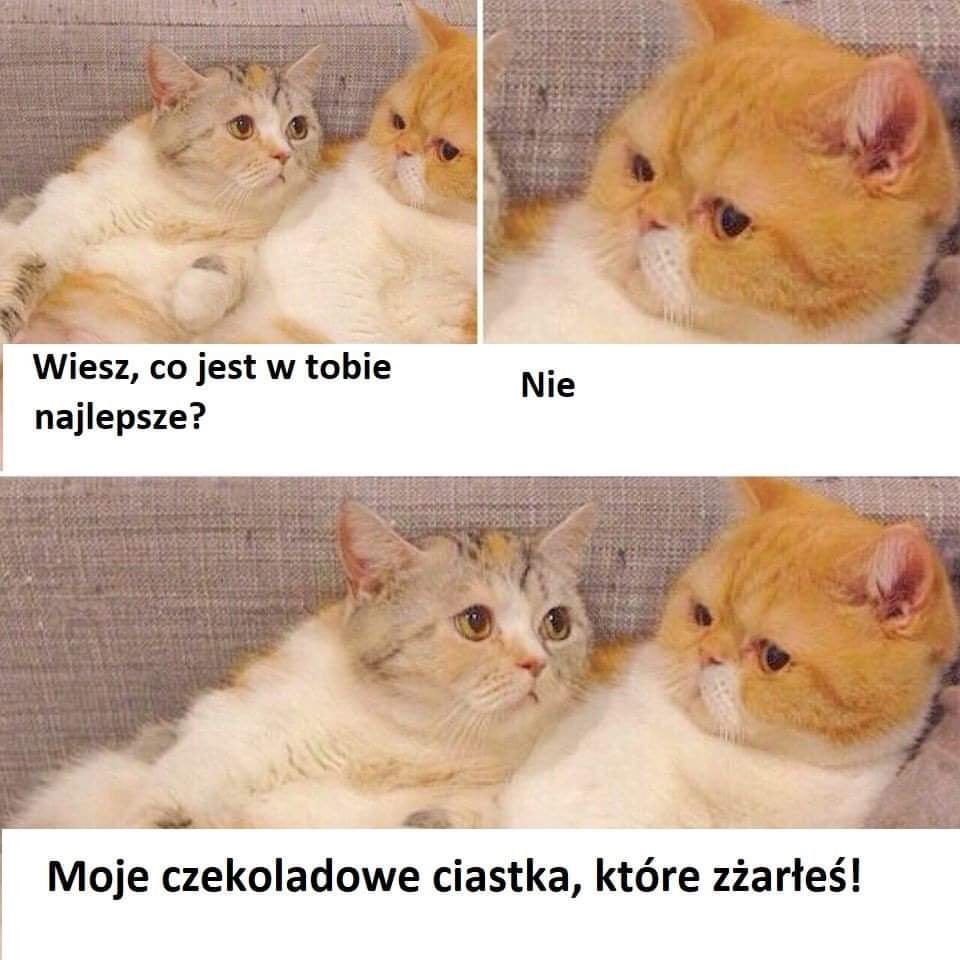 Wiesz, co jest w tobie
najlepsze?
Nie
Moje czekoladowe ciastka, które zżarłeś!